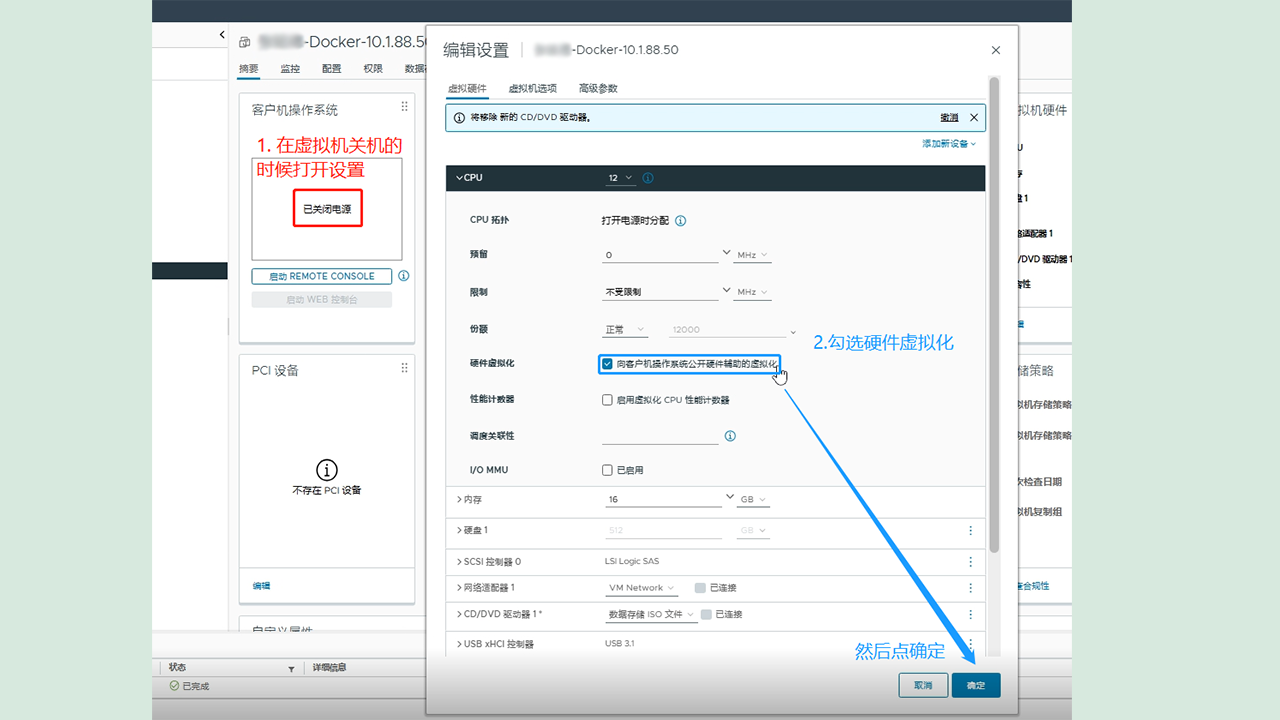 -Docker-10.1.88.50
摘要 监控 配置 权限 数据
客户机操作系统
1. 在虚拟机关机的
时候打开设置
已关闭电源
启动 REMOTE CONSOLE
启动 WEB 控制台
PCI 设备
不存在 PCI 设备
编辑
自定义属性
状态 详细信息
已完成
编辑设置 -Docker-10.1.88.50
虚拟硬件 虚拟机选项 高级参数
将移除 新的 CD/DVD 驱动器。 撤消
添加新设备
CPU 12
CPU 拓扑 打开电源时分配
预留 0 MHz
限制 不受限制 MHz
份额 正常 12000
2.勾选硬件虚拟化
硬件虚拟化 向客户机操作系统公开硬件辅助的虚拟化
性能计数器 启用虚拟化 CPU 性能计数器
调度关联性
I/O MMU 已启用
内存 16 GB
硬盘 1 512 GB
SCSI 控制器 0 LSI Logic SAS
网络适配器 1 VM Network 已连接
CD/DVD 驱动器 1 * 数据存储 ISO 文件 已连接
USB xHCI 控制器 USB 3.1
然后点确定
取消 确定
拟机硬件
U
存
盘 1
络适配器 1
/DVD 驱动器 1
容性
辑
储策略
拟机存储策略
拟机存储策略
次检查日期
拟机复制组
查合规性